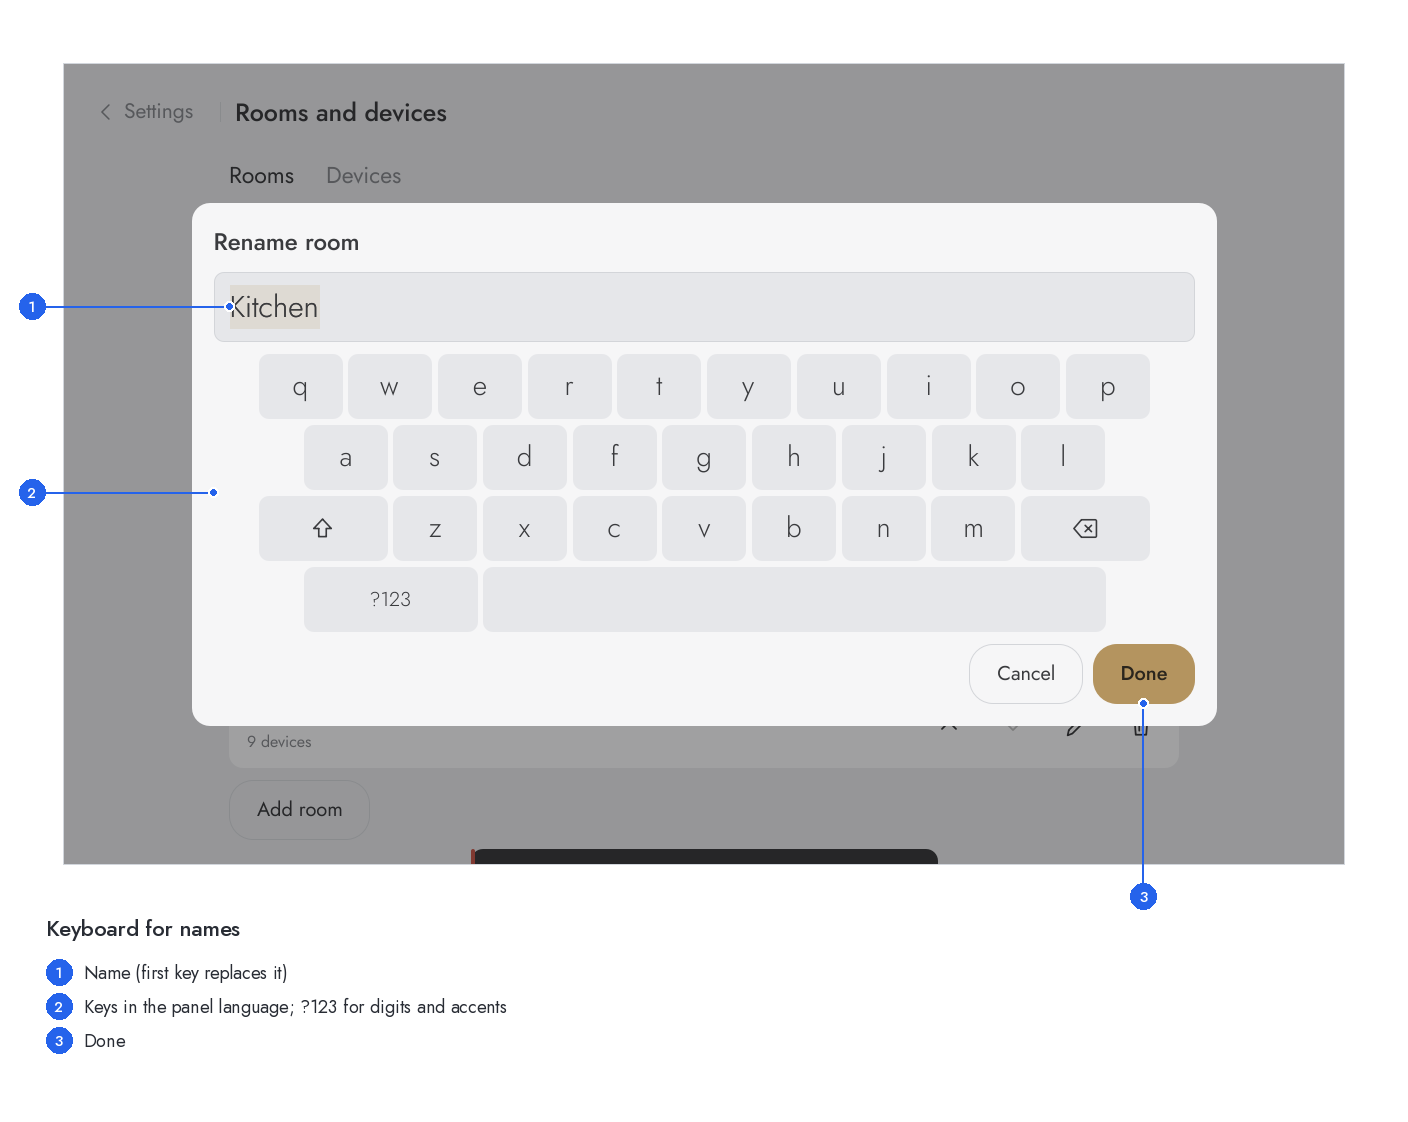 Settings
Rooms and devices
Rooms Devices
Rename room
1
Kitchen
q w e r t y u i o p
a s d f g h j k l
2
z x c v b n m
?123
Cancel Done
9 devices
Add room
3
Keyboard for names
1 Name (first key replaces it)
2 Keys in the panel language; ?123 for digits and accents
3 Done